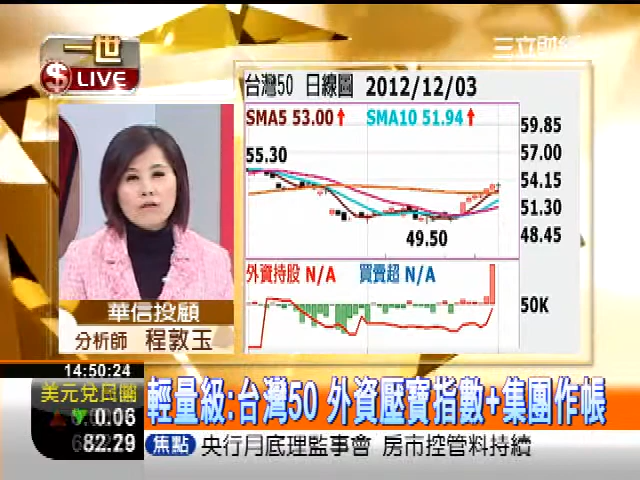 一世
$ LIVE
三立財經
台灣50 日線圖 2012/12/03
SMA5 53.00↑ SMA10 51.94↑
59.85
57.00
55.30
54.15
51.30
49.50
48.45
外資持股 N/A 買賣超 N/A
50K
華信投顧
分析師 程敦玉
14:50:24
輕量級:台灣50 外資壓寶指數+集團作帳
0.06
82.29
焦點 央行月底理監事會 房市控管料持續